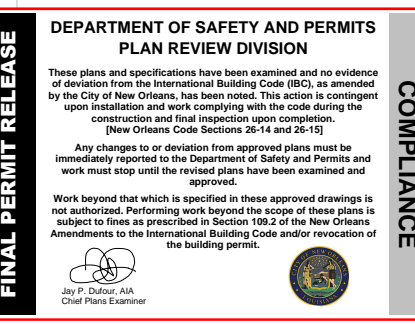 FINAL PERMIT RELEASE
DEPARTMENT OF SAFETY AND PERMITS
PLAN REVIEW DIVISION
These plans and specifications have been examined and no evidence
of deviation from the International Building Code (IBC), as amended
by the City of New Orleans, has been noted. This action is contingent
upon installation and work complying with the code during the
construction and final inspection upon completion.
[New Orleans Code Sections 26-14 and 26-15]
Any changes to or deviation from approved plans must be
immediately reported to the Department of Safety and Permits and
work must stop until the revised plans have been examined and
approved.
Work beyond that which is specified in these approved drawings is
not authorized. Performing work beyond the scope of these plans is
subject to fines as prescribed in Section 109.2 of the New Orleans
Amendments to the International Building Code and/or revocation of
the building permit.
Jay P. Dufour, AIA
Chief Plans Examiner
CITY OF NEW ORLEANS
LOUISIANA
COMPLIANCE